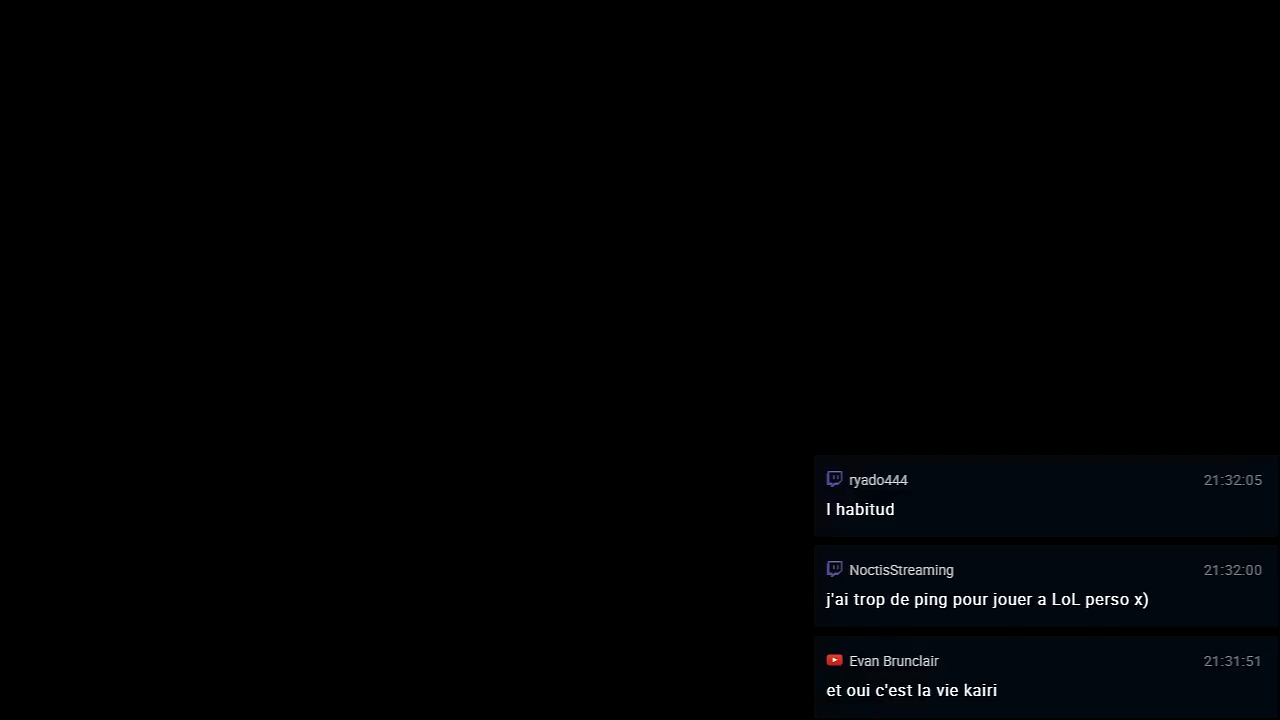 ryado444 21:32:05
l habitud
NoctisStreaming 21:32:00
j'ai trop de ping pour jouer a LoL perso x)
Evan Brunclair 21:31:51
et oui c'est la vie kairi